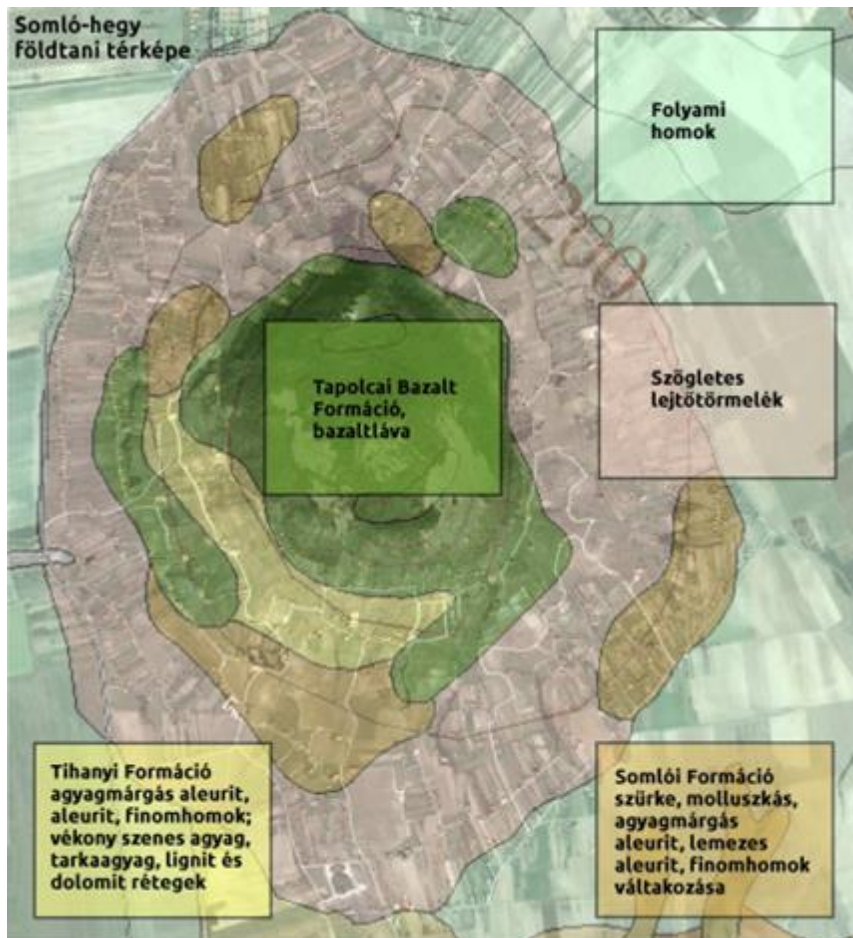 Somló-hegy
földtani térképe
Folyami
homok
200
Tapolcai Bazalt
Formáció,
bazaltláva
Szögletes
lejtőtörmelék
Tihanyi Formáció
agyagmárgás aleurit,
aleurit, finomhomok;
vékony szenes agyag,
tarkaagyag, lignit és
dolomit rétegek
Somlói Formáció
szürke, molluszkás,
agyagmárgás
aleurit, lemezes
aleurit, finomhomok
váltakozása